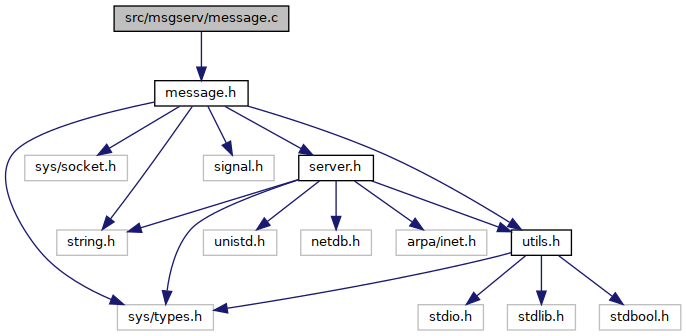 src/msgserv/message.c
message.h
sys/socket.h
signal.h
server.h
string.h
unistd.h
netdb.h
arpa/inet.h
utils.h
sys/types.h
stdio.h
stdlib.h
stdbool.h